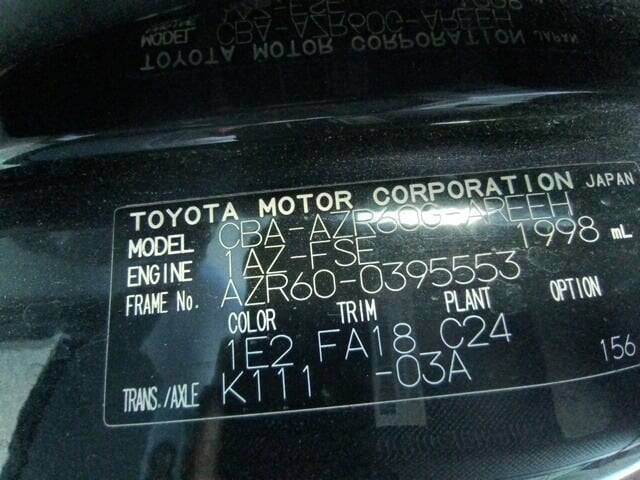 TOYOTA MOTOR CORPORATION JAPAN
MODEL CBA-AZR60G-AREEH
ENGINE 1AZ-FSE 1998 mL
FRAME No. AZR60-0395553
COLOR TRIM PLANT OPTION
1E2 FA18 C24
TRANS./AXLE K111 -03A 156